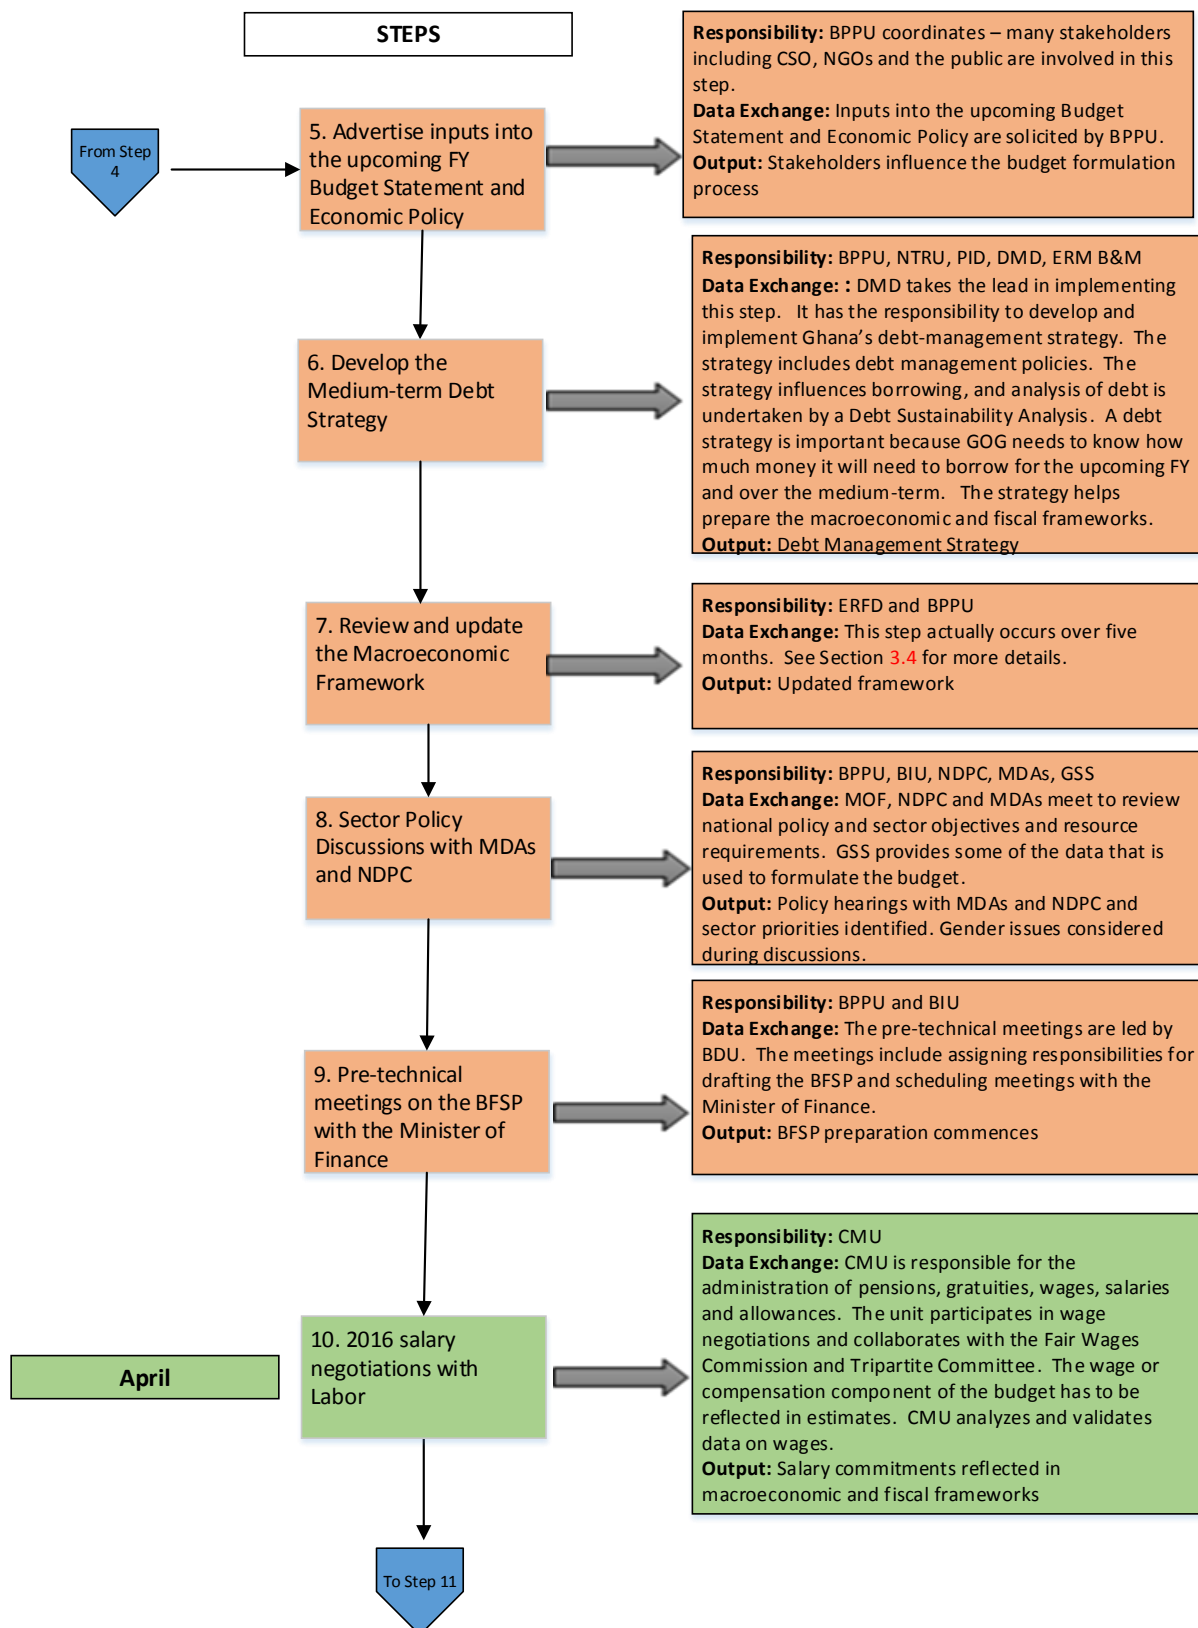 STEPS
From Step
4
5. Advertise inputs into
the upcoming FY
Budget Statement and
Economic Policy
Responsibility: BPPU coordinates – many stakeholders
including CSO, NGOs and the public are involved in this
step.
Data Exchange: Inputs into the upcoming Budget
Statement and Economic Policy are solicited by BPPU.
Output: Stakeholders influence the budget formulation
process
6. Develop the
Medium-term Debt
Strategy
Responsibility: BPPU, NTRU, PID, DMD, ERM B&M
Data Exchange: : DMD takes the lead in implementing
this step. It has the responsibility to develop and
implement Ghana's debt-management strategy. The
strategy includes debt management policies. The
strategy influences borrowing, and analysis of debt is
undertaken by a Debt Sustainability Analysis. A debt
strategy is important because GOG needs to know how
much money it will need to borrow for the upcoming FY
and over the medium-term. The strategy helps
prepare the macroeconomic and fiscal frameworks.
Output: Debt Management Strategy
7. Review and update
the Macroeconomic
Framework
Responsibility: ERFD and BPPU
Data Exchange: This step actually occurs over five
months. See Section 3.4 for more details.
Output: Updated framework
8. Sector Policy
Discussions with MDAs
and NDPC
Responsibility: BPPU, BIU, NDPC, MDAs, GSS
Data Exchange: MOF, NDPC and MDAs meet to review
national policy and sector objectives and resource
requirements. GSS provides some of the data that is
used to formulate the budget.
Output: Policy hearings with MDAs and NDPC and
sector priorities identified. Gender issues considered
during discussions.
9. Pre-technical
meetings on the BFSP
with the Minister of
Finance
Responsibility: BPPU and BIU
Data Exchange: The pre-technical meetings are led by
BDU. The meetings include assigning responsibilities for
drafting the BFSP and scheduling meetings with the
Minister of Finance.
Output: BFSP preparation commences
April
10. 2016 salary
negotiations with
Labor
Responsibility: CMU
Data Exchange: CMU is responsible for the
administration of pensions, gratuities, wages, salaries
and allowances. The unit participates in wage
negotiations and collaborates with the Fair Wages
Commission and Tripartite Committee. The wage or
compensation component of the budget has to be
reflected in estimates. CMU analyzes and validates
data on wages.
Output: Salary commitments reflected in
macroeconomic and fiscal frameworks
To Step 11